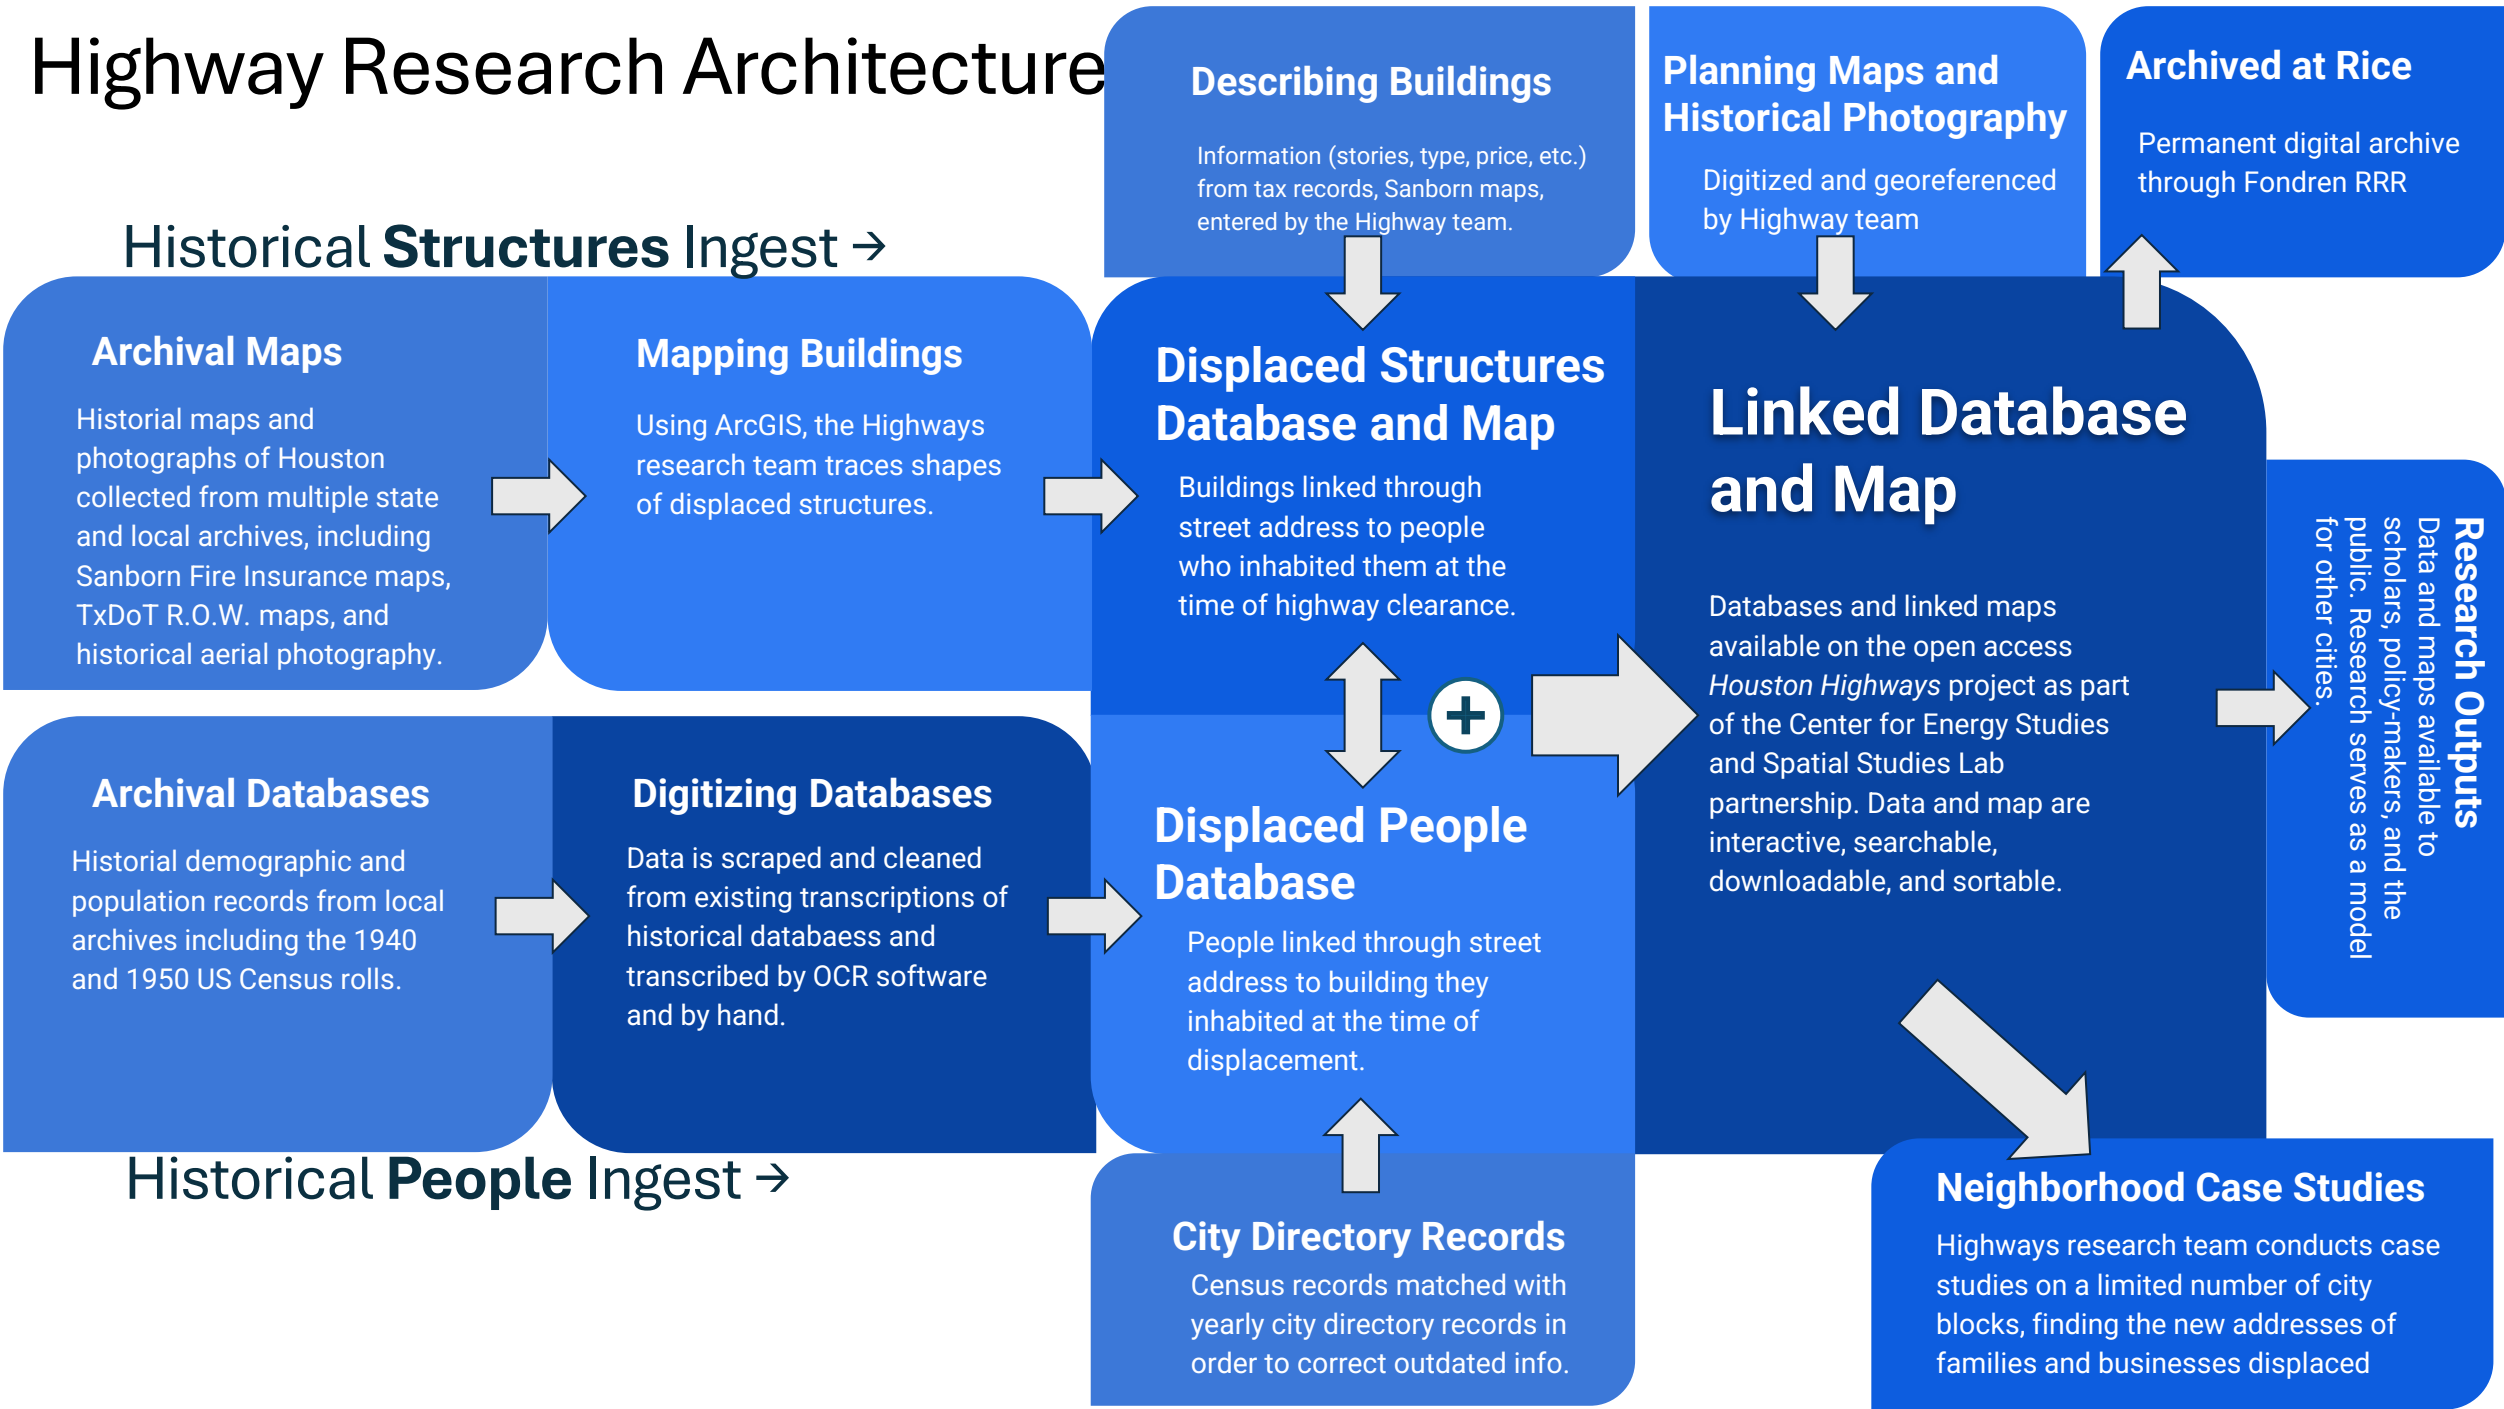 Highway Research Architecture
Describing Buildings
Information (stories, type, price, etc.)
from tax records, Sanborn maps,
entered by the Highway team.
Planning Maps and
Historical Photography
Digitized and georeferenced
by Highway team
Archived at Rice
Permanent digital archive
through Fondren RRR
Historical Structures Ingest →
Archival Maps
Historial maps and
photographs of Houston
collected from multiple state
and local archives, including
Sanborn Fire Insurance maps,
TxDoT R.O.W. maps, and
historical aerial photography.
Mapping Buildings
Using ArcGIS, the Highways
research team traces shapes
of displaced structures.
Displaced Structures
Database and Map
Buildings linked through
street address to people
who inhabited them at the
time of highway clearance.
Linked Database
and Map
Databases and linked maps
available on the open access
Houston Highways project as part
of the Center for Energy Studies
and Spatial Studies Lab
partnership. Data and map are
interactive, searchable,
downloadable, and sortable.
Research Outputs
Data and maps available to
scholars, policy-makers, and the
public. Research serves as a model
for other cities.
Archival Databases
Historial demographic and
population records from local
archives including the 1940
and 1950 US Census rolls.
Digitizing Databases
Data is scraped and cleaned
from existing transcriptions of
historical databaess and
transcribed by OCR software
and by hand.
+
Displaced People
Database
People linked through street
address to building they
inhabited at the time of
displacement.
Historical People Ingest →
City Directory Records
Census records matched with
yearly city directory records in
order to correct outdated info.
Neighborhood Case Studies
Highways research team conducts case
studies on a limited number of city
blocks, finding the new addresses of
families and businesses displaced